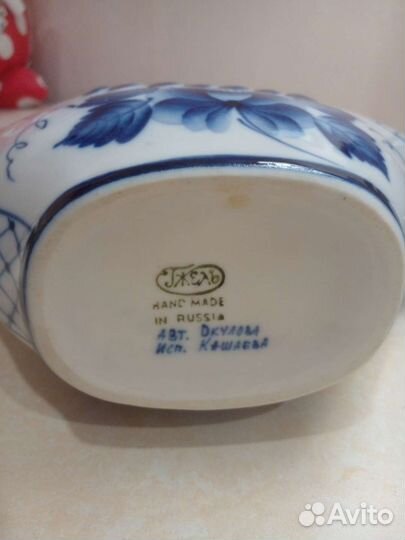 Гжель
HAND MADE
IN RUSSIA
АВТ. ОКУЛОВА
ИСП. КАШАЕВА
Avito